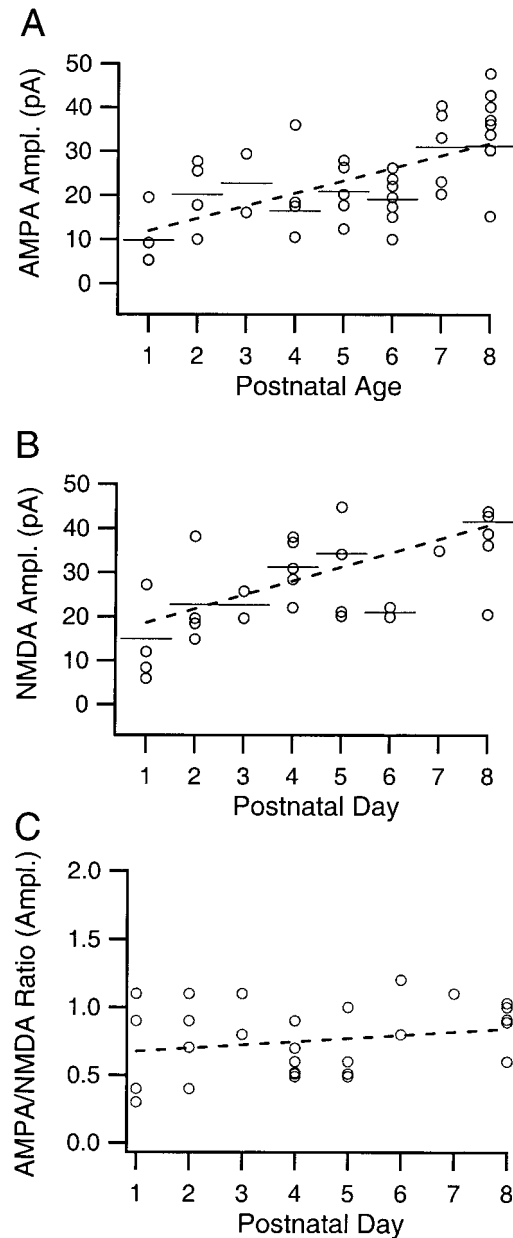 A
AMPA Ampl. (pA)
50
40
30
20
10
0
1 2 3 4 5 6 7 8
Postnatal Age
B
NMDA Ampl. (pA)
50
40
30
20
10
0
1 2 3 4 5 6 7 8
Postnatal Day
C
AMPA/NMDA Ratio (Ampl.)
2.0
1.5
1.0
0.5
0.0
1 2 3 4 5 6 7 8
Postnatal Day